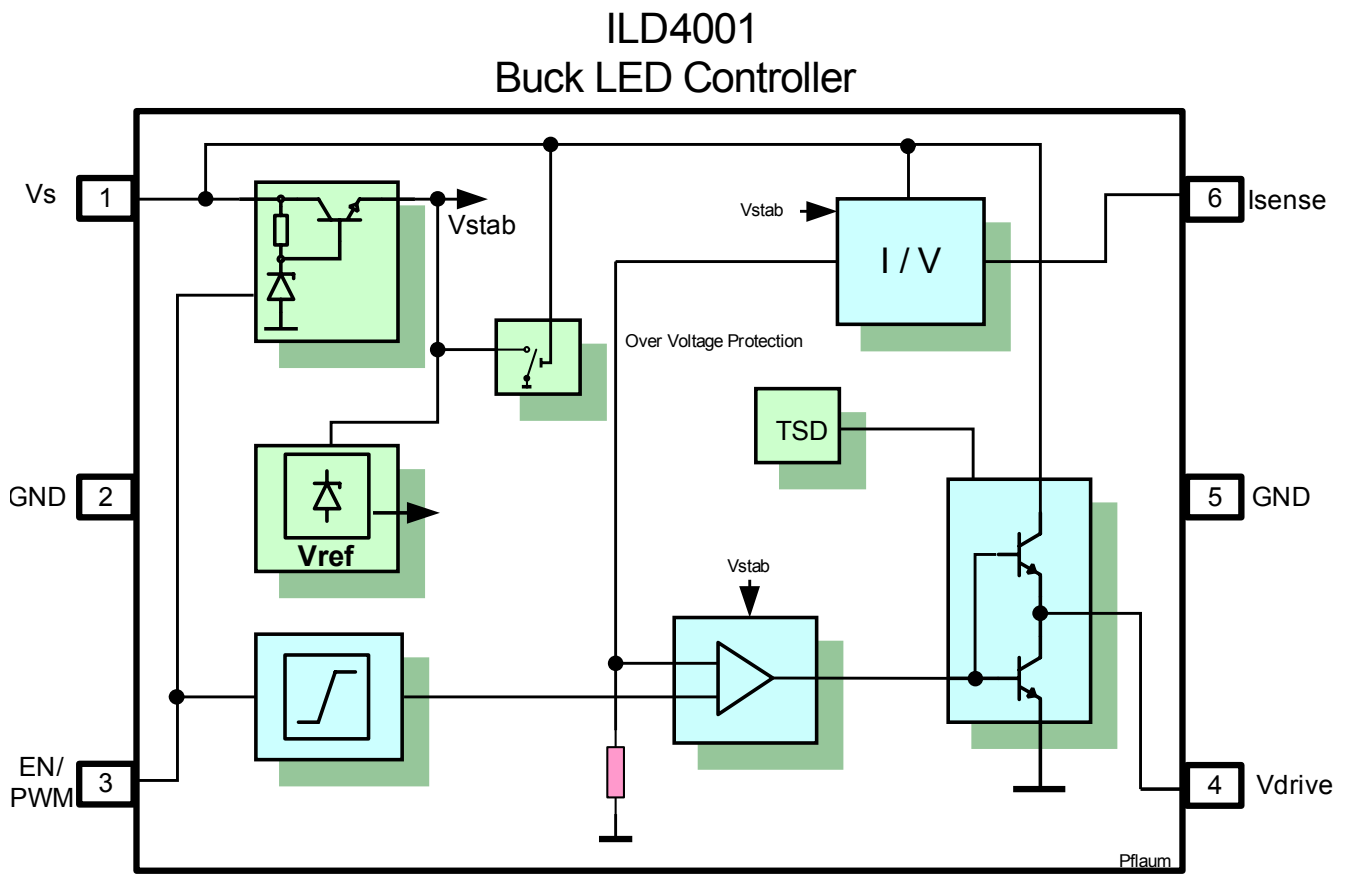 ILD4001
Buck LED Controller
Vs
1
Vstab
Vstab
I / V
6
Isense
Over Voltage Protection
TSD
GND
2
Vref
5
GND
Vstab
EN/
PWM
3
4
Vdrive
Pflaum